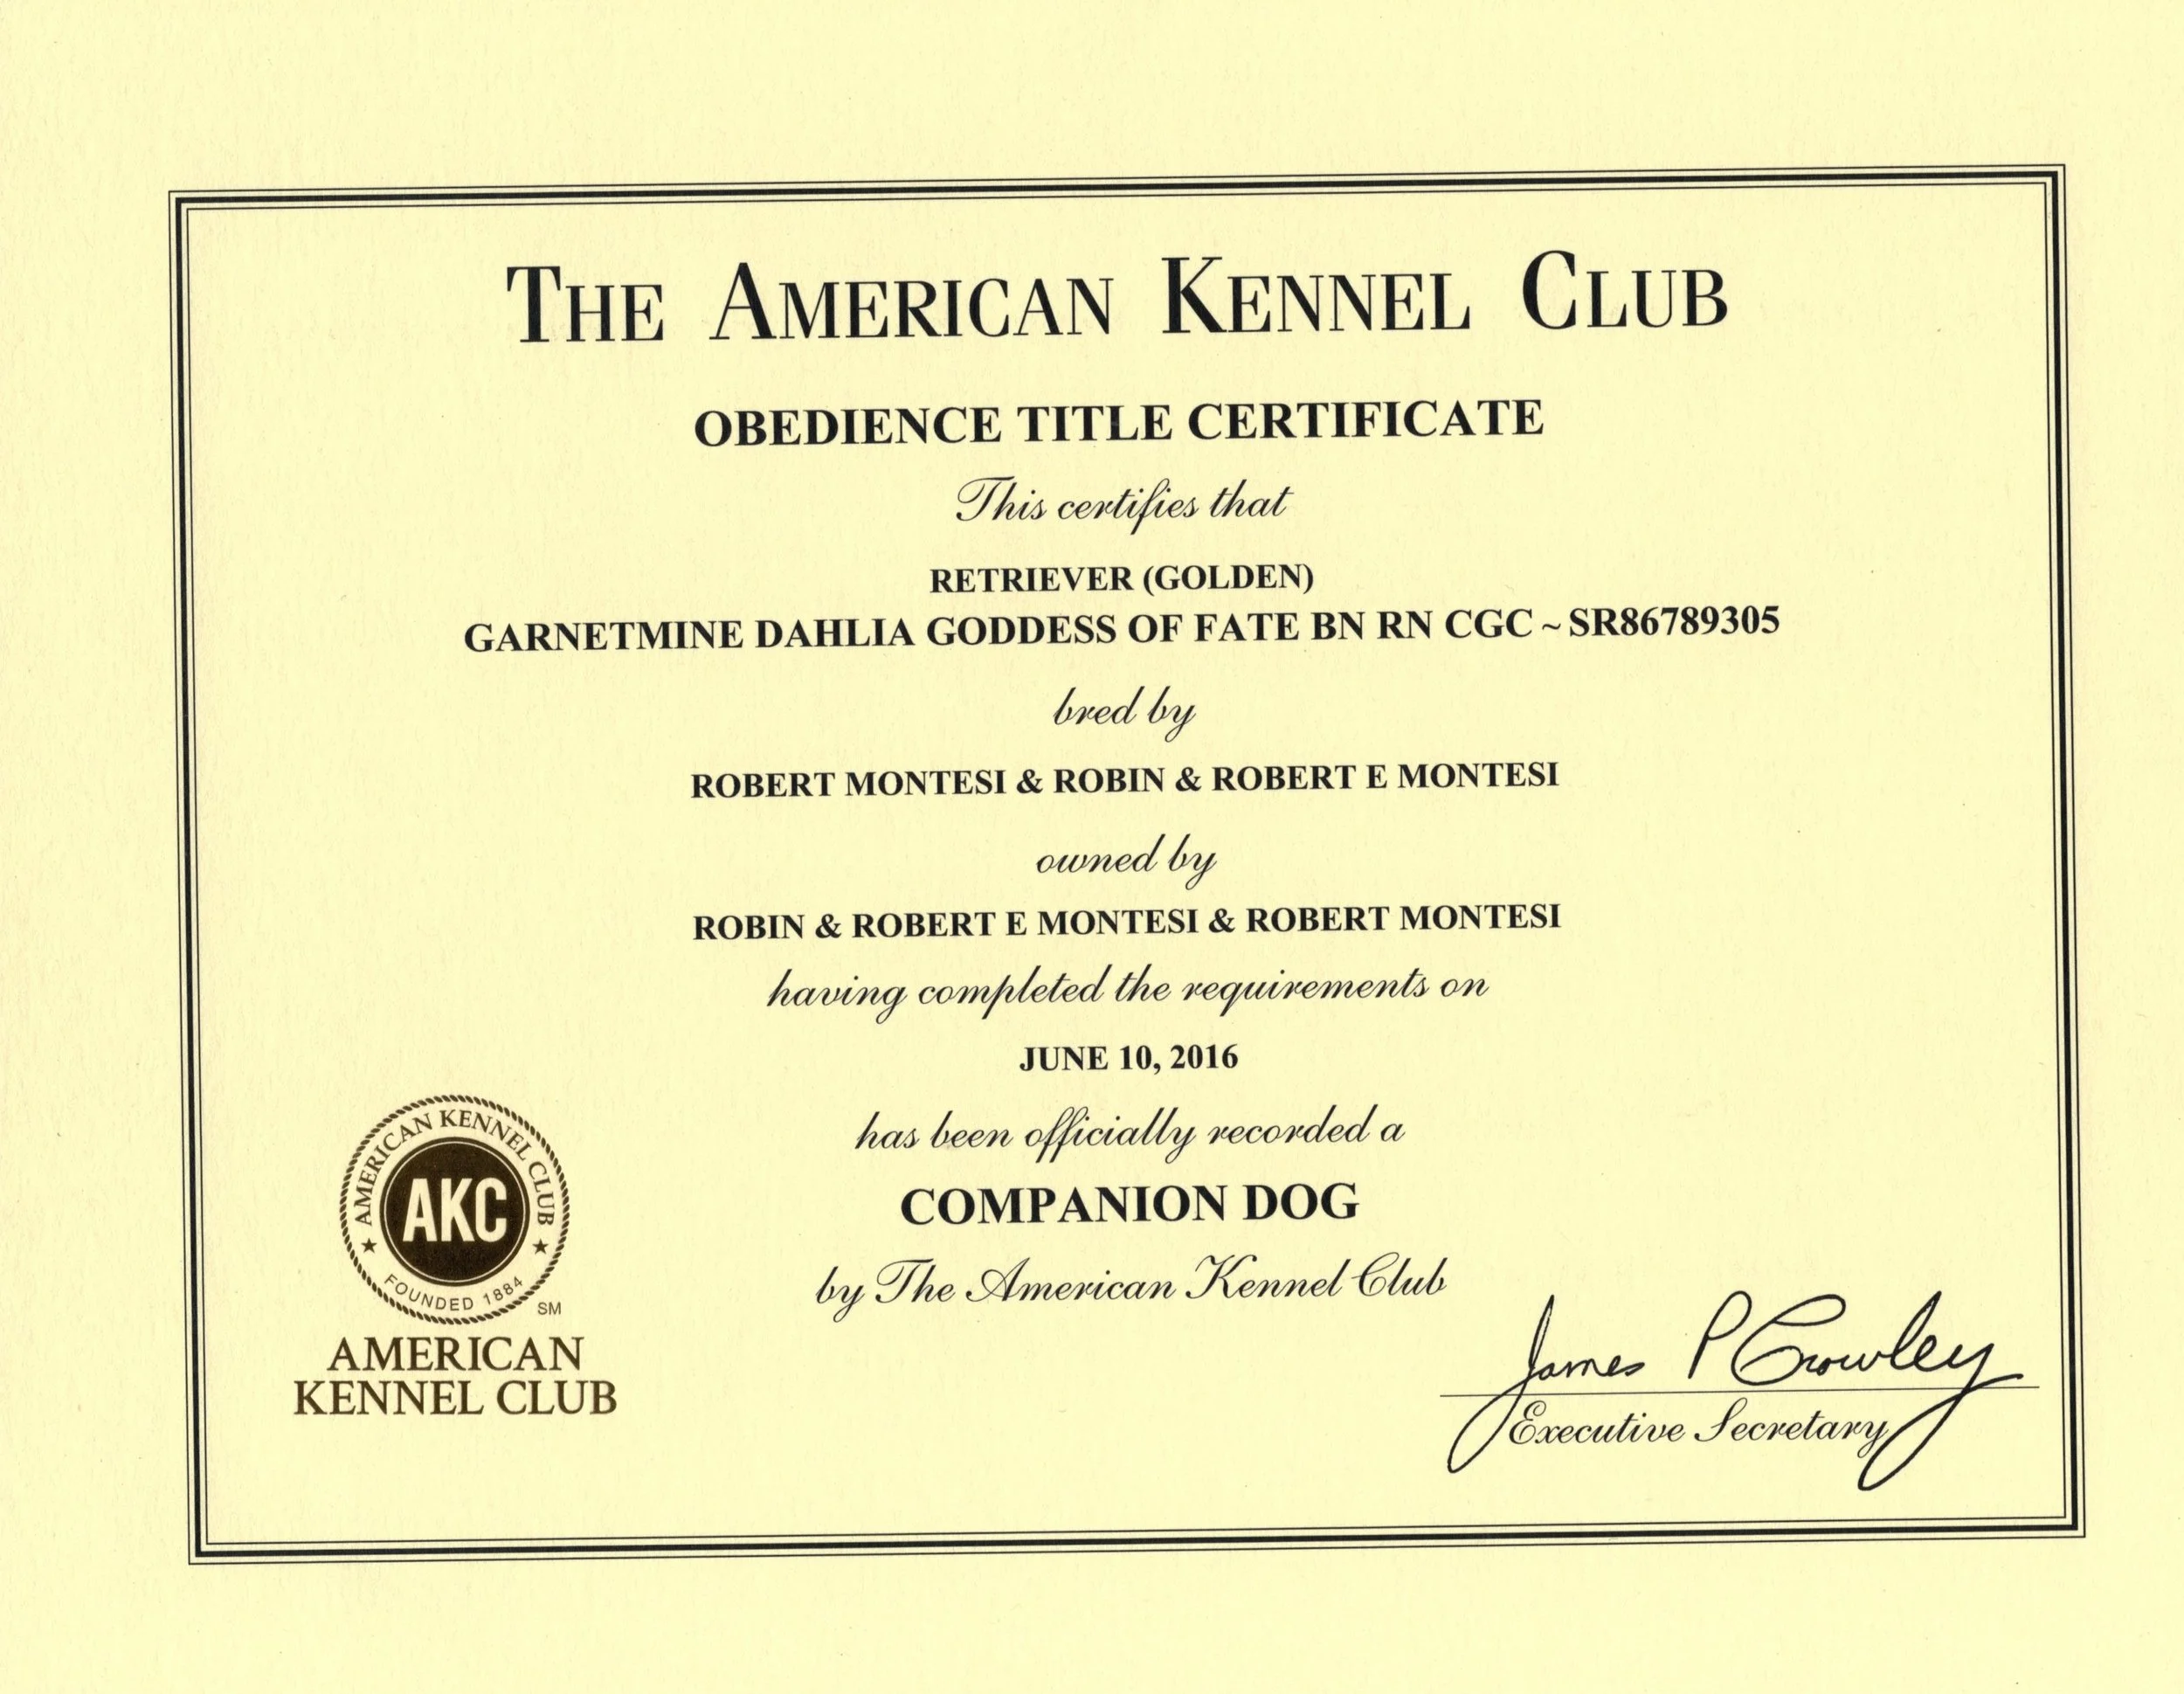 THE AMERICAN KENNEL CLUB
OBEDIENCE TITLE CERTIFICATE
This certifies that
RETRIEVER (GOLDEN)
GARNETMINE DAHLIA GODDESS OF FATE BN RN CGC ~ SR86789305
bred by
ROBERT MONTESI & ROBIN & ROBERT E MONTESI
owned by
ROBIN & ROBERT E MONTESI & ROBERT MONTESI
having completed the requirements on
JUNE 10, 2016
has been officially recorded a
COMPANION DOG
by The American Kennel Club
AMERICAN KENNEL CLUB
AKC
FOUNDED 1884
SM
AMERICAN
KENNEL CLUB
James P Crowley
Executive Secretary